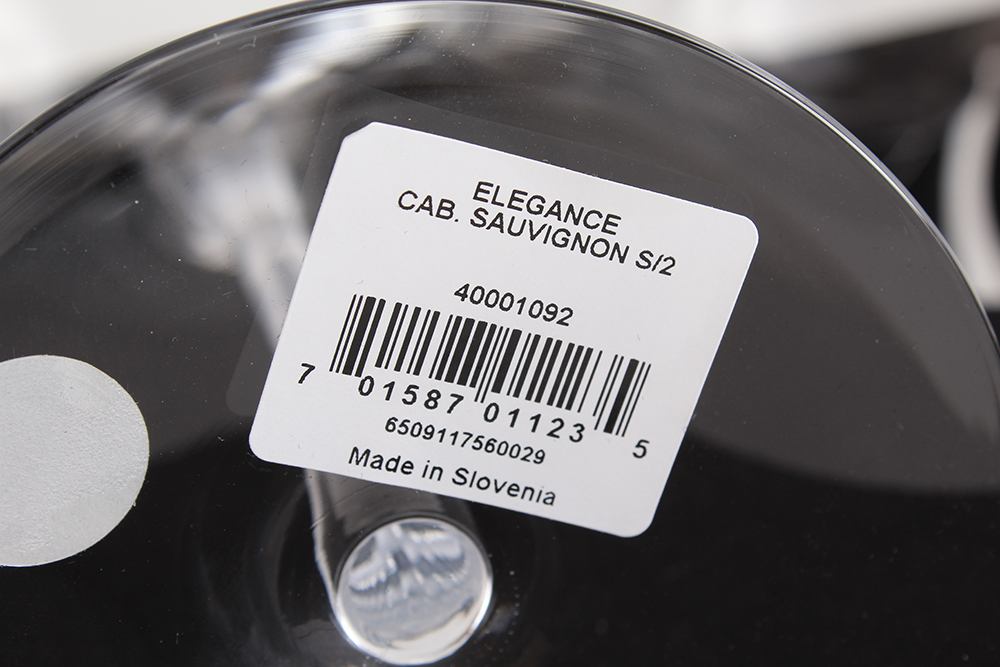 ELEGANCE
CAB. SAUVIGNON S/2
40001092
7 01587 01123 5
6509117560029
Made in Slovenia